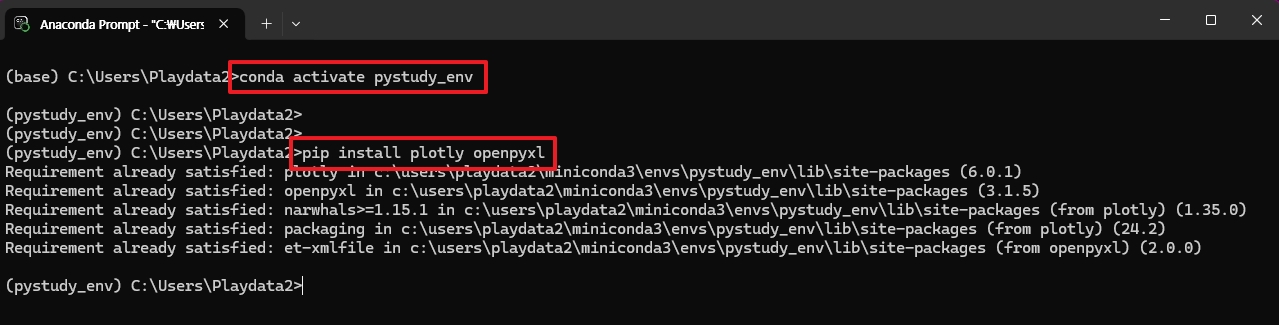 Anaconda Prompt - "C:₩Users
(base) C:\Users\Playdata2>conda activate pystudy_env
(pystudy_env) C:\Users\Playdata2>
(pystudy_env) C:\Users\Playdata2>
(pystudy_env) C:\Users\Playdata2>pip install plotly openpyxl
Requirement already satisfied: plotly in c:\users\playdata2\miniconda3\envs\pystudy_env\lib\site-packages (6.0.1)
Requirement already satisfied: openpyxl in c:\users\playdata2\miniconda3\envs\pystudy_env\lib\site-packages (3.1.5)
Requirement already satisfied: narwhals>=1.15.1 in c:\users\playdata2\miniconda3\envs\pystudy_env\lib\site-packages (from plotly) (1.35.0)
Requirement already satisfied: packaging in c:\users\playdata2\miniconda3\envs\pystudy_env\lib\site-packages (from plotly) (24.2)
Requirement already satisfied: et-xmlfile in c:\users\playdata2\miniconda3\envs\pystudy_env\lib\site-packages (from openpyxl) (2.0.0)
(pystudy_env) C:\Users\Playdata2>